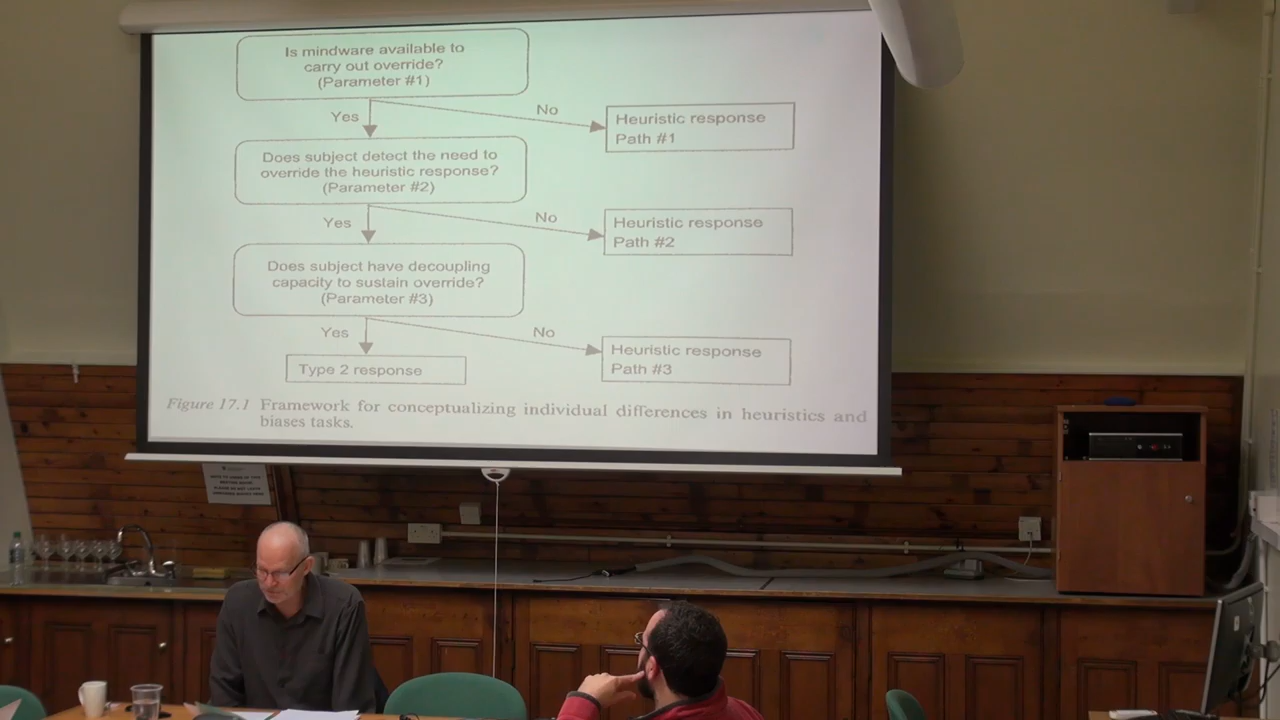 Is mindware available to
carry out override?
(Parameter #1)
Yes
No
Heuristic response
Path #1
Does subject detect the need to
override the heuristic response?
(Parameter #2)
Yes
No
Heuristic response
Path #2
Does subject have decoupling
capacity to sustain override?
(Parameter #3)
Yes
No
Heuristic response
Path #3
Type 2 response
Figure 17.1 Framework for conceptualizing individual differences in heuristics and
biases tasks.